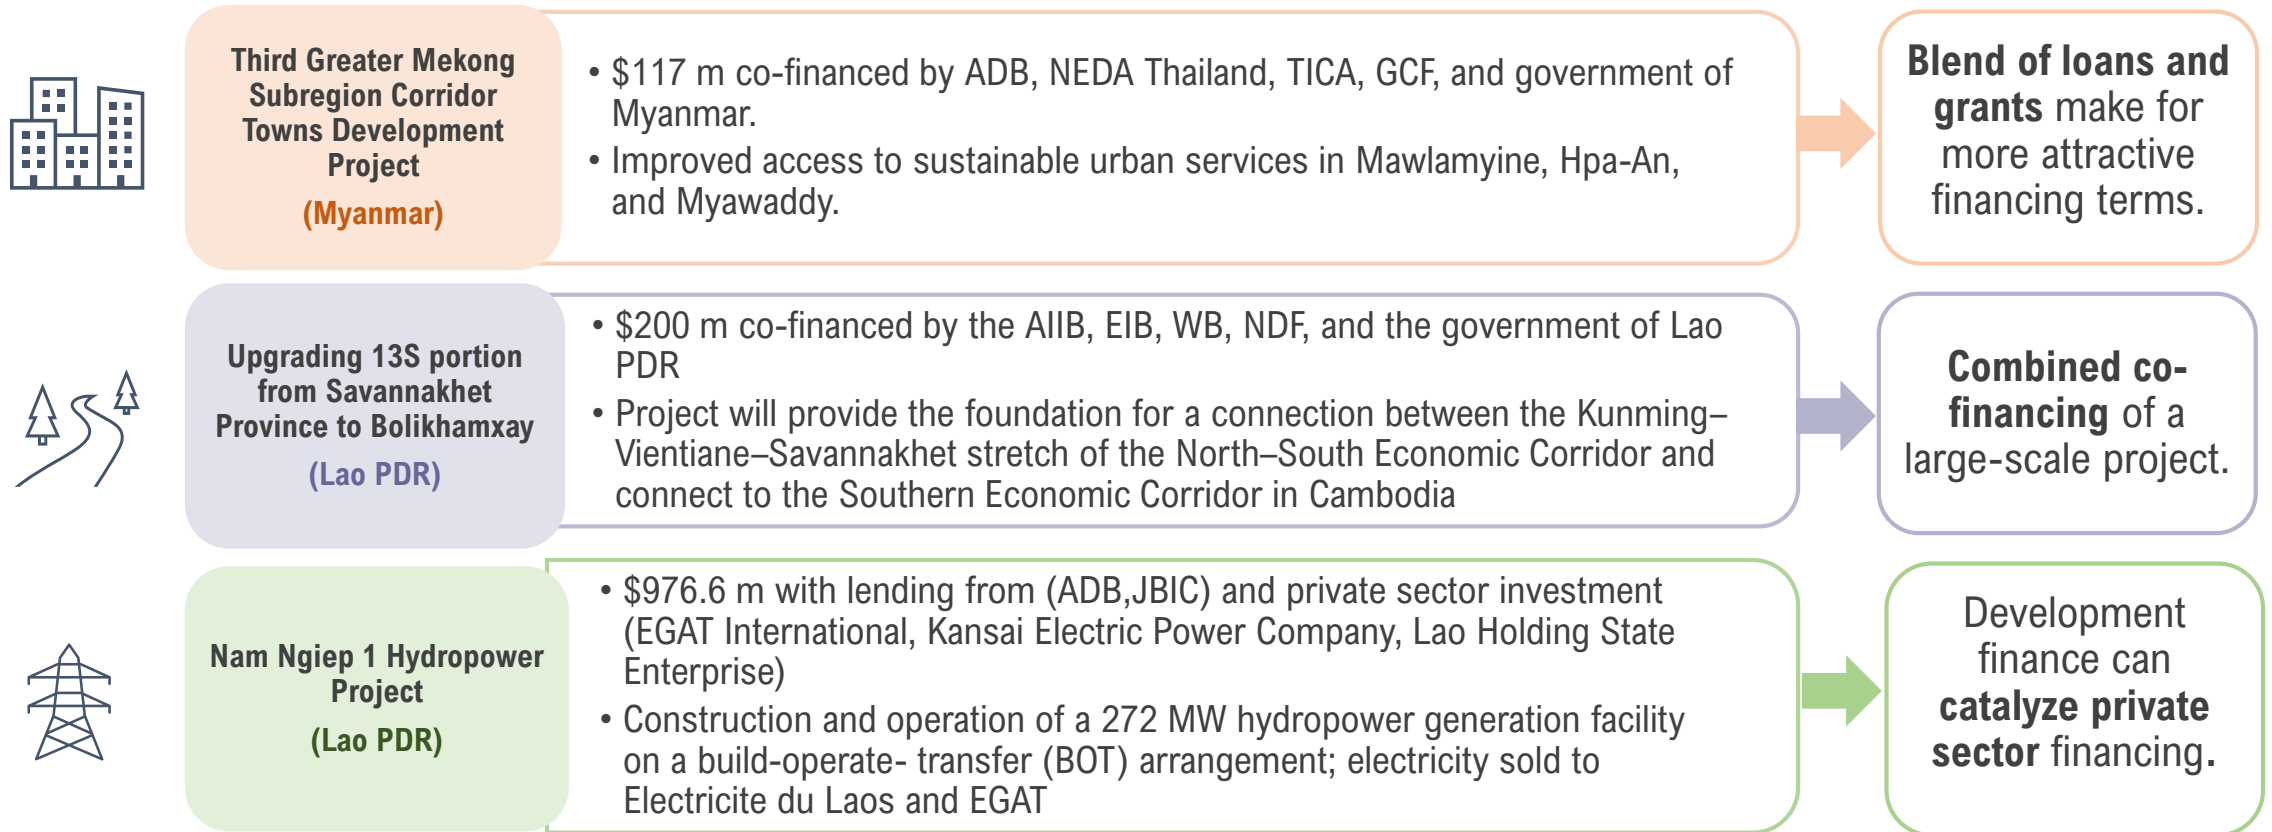 Third Greater Mekong
Subregion Corridor
Towns Development
Project
(Myanmar)
• $117 m co-financed by ADB, NEDA Thailand, TICA, GCF, and government of
Myanmar.
• Improved access to sustainable urban services in Mawlamyine, Hpa-An,
and Myawaddy.
Blend of loans and
grants make for
more attractive
financing terms.
Upgrading 13S portion
from Savannakhet
Province to Bolikhamxay
(Lao PDR)
• $200 m co-financed by the AIIB, EIB, WB, NDF, and the government of Lao
PDR
• Project will provide the foundation for a connection between the Kunming–
Vientiane–Savannakhet stretch of the North–South Economic Corridor and
connect to the Southern Economic Corridor in Cambodia
Combined co-
financing of a
large-scale project.
Nam Ngiep 1 Hydropower
Project
(Lao PDR)
• $976.6 m with lending from (ADB,JBIC) and private sector investment
(EGAT International, Kansai Electric Power Company, Lao Holding State
Enterprise)
• Construction and operation of a 272 MW hydropower generation facility
on a build-operate- transfer (BOT) arrangement; electricity sold to
Electricite du Laos and EGAT
Development
finance can
catalyze private
sector financing.